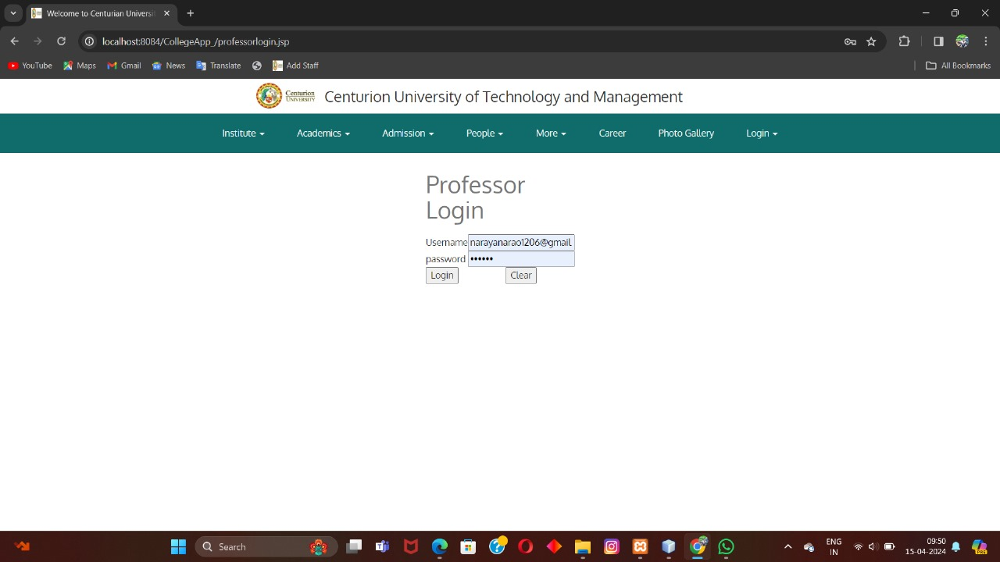 Welcome to Centurian Universi
localhost:8084/CollegeApp_/professorlogin.jsp
YouTube Maps Gmail News Translate Add Staff All Bookmarks
Centurion UNIVERSITY Centurion University of Technology and Management
Institute Academics Admission People More Career Photo Gallery Login
Professor
Login
Username narayanarao1206@gmail.
password ••••••
Login Clear
Search
ENG
IN
09:50
15-04-2024
PRE